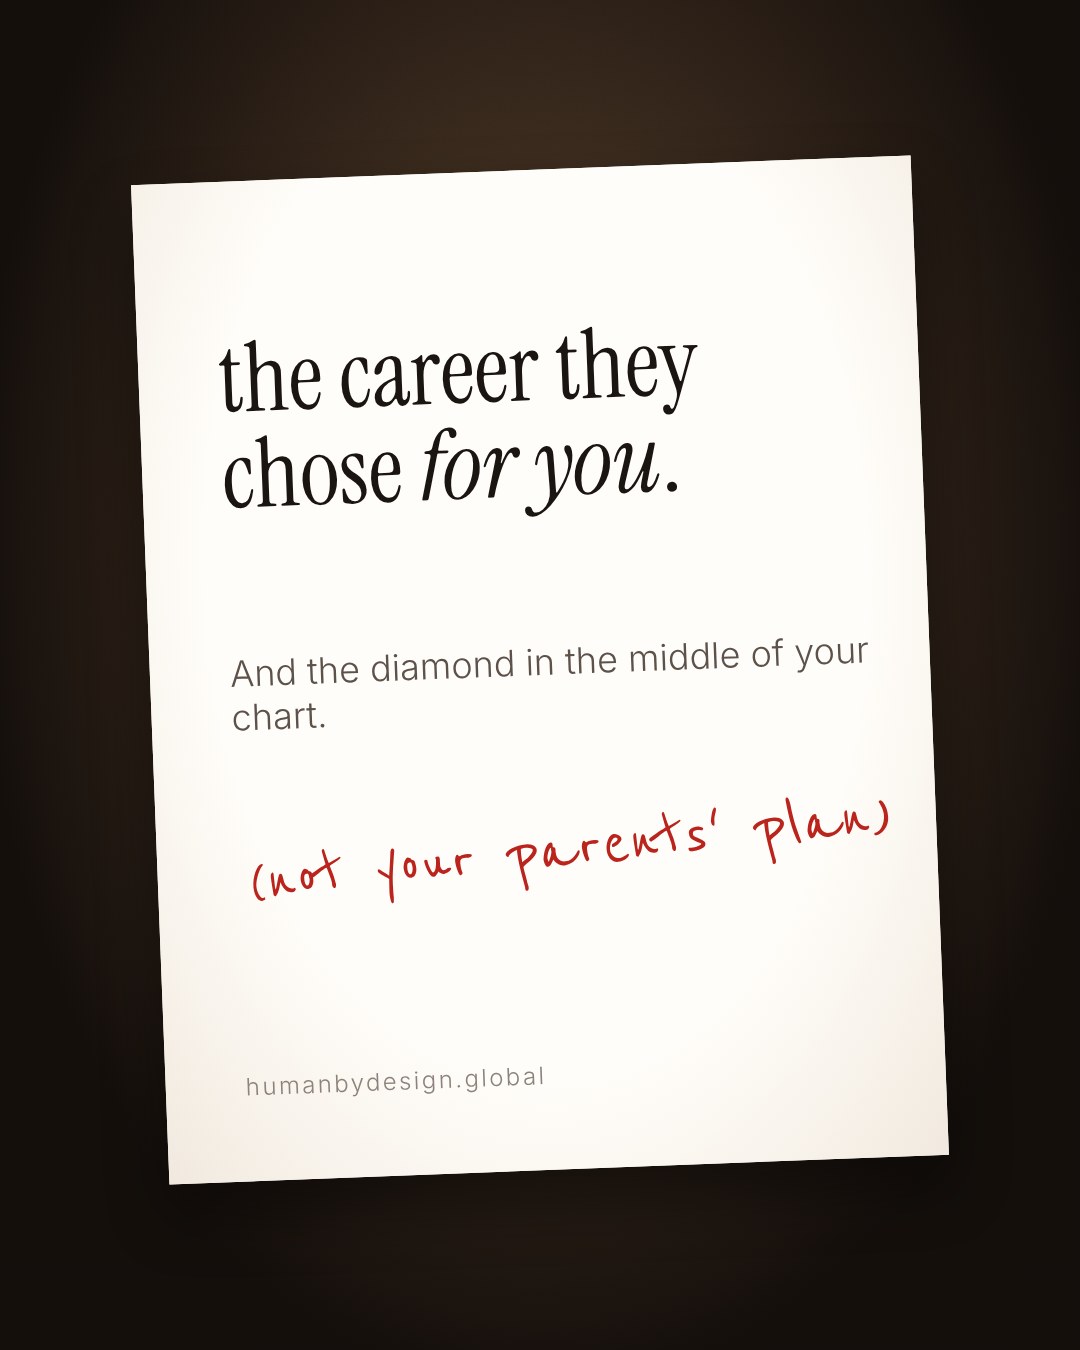 the career they
chose for you.
And the diamond in the middle of your
chart.
(not your parents' plan)
humanbydesign.global